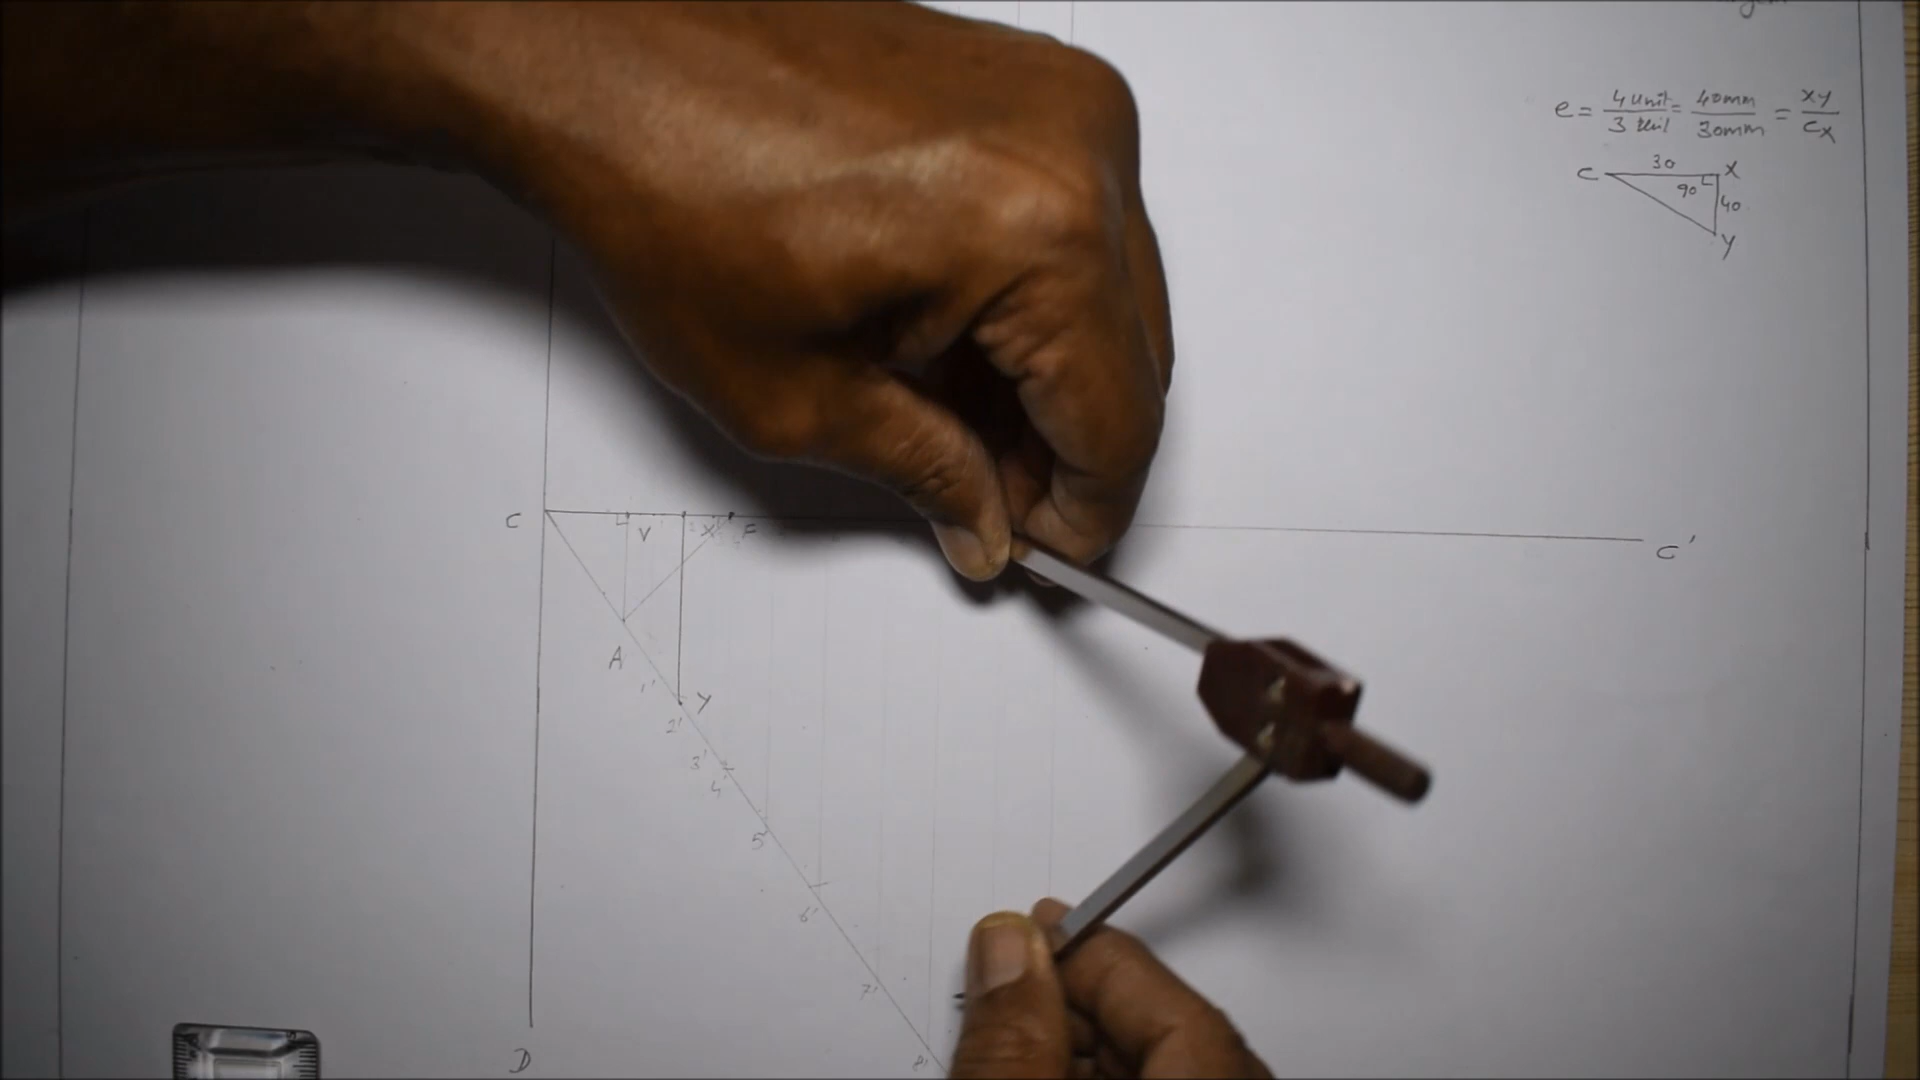 e = 4 unit / 3 unit = 40mm / 30mm = XY / CX
30
C X
90
40
Y
C V X F C'
A
1'
Y
2'
3'
4'
5'
6'
7'
8'
D